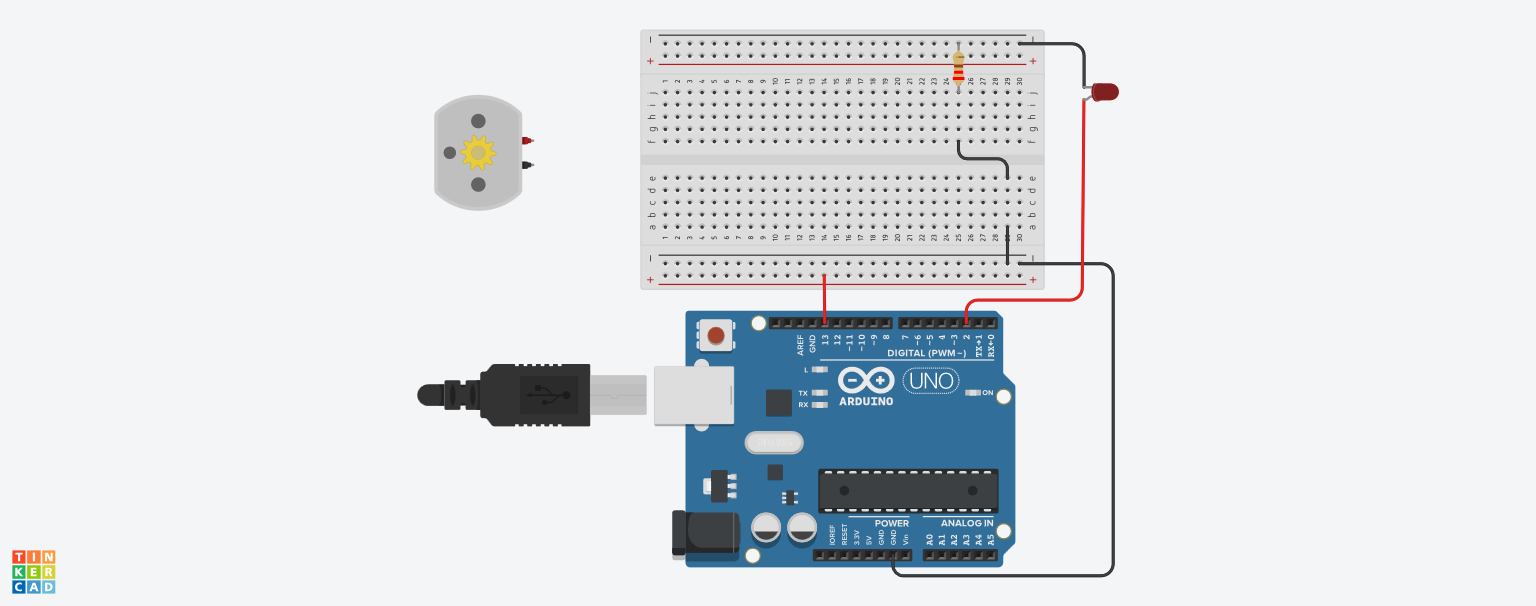 − −
+ +
1 2 3 4 5 6 7 8 9 10 11 12 13 14 15 16 17 18 19 20 21 22 23 24 25 26 27 28 29 30
j j
i i
h h
g g
f f
e e
d d
c c
b b
a a
1 2 3 4 5 6 7 8 9 10 11 12 13 14 15 16 17 18 19 20 21 22 23 24 25 26 27 28 30
− −
+ +
AREF GND 13 12 ~11 ~10 ~9 8 7 ~6 ~5 4 ~3 2 TX→1 RX←0
DIGITAL (PWM~)
L
TX
RX
UNO
ON
ARDUINO
POWER ANALOG IN
IOREF RESET 3.3V 5V GND GND Vin A0 A1 A2 A3 A4 A5
TIN
KER
CAD